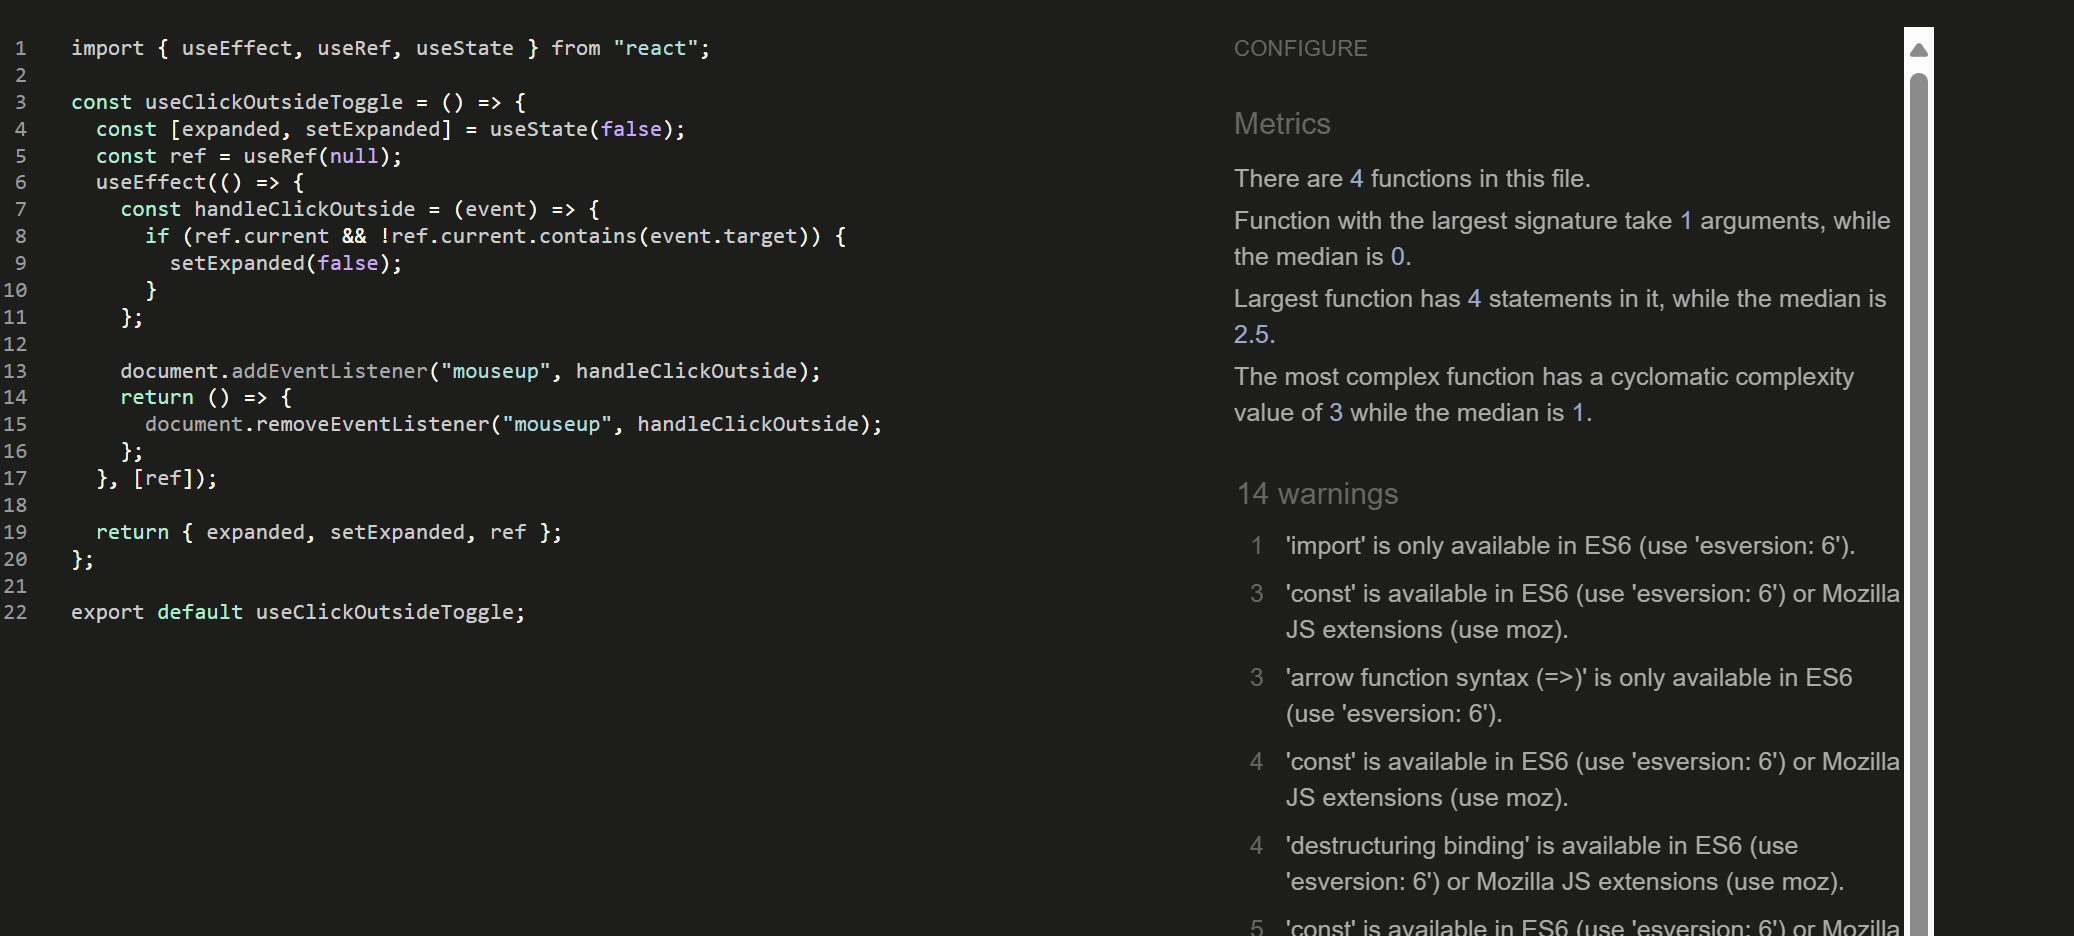 1 import { useEffect, useRef, useState } from "react";
2
3 const useClickOutsideToggle = () => {
4 const [expanded, setExpanded] = useState(false);
5 const ref = useRef(null);
6 useEffect(() => {
7 const handleClickOutside = (event) => {
8 if (ref.current && !ref.current.contains(event.target)) {
9 setExpanded(false);
10 }
11 };
12
13 document.addEventListener("mouseup", handleClickOutside);
14 return () => {
15 document.removeEventListener("mouseup", handleClickOutside);
16 };
17 }, [ref]);
18
19 return { expanded, setExpanded, ref };
20 };
21
22 export default useClickOutsideToggle;
CONFIGURE
Metrics
There are 4 functions in this file.
Function with the largest signature take 1 arguments, while
the median is 0.
Largest function has 4 statements in it, while the median is
2.5.
The most complex function has a cyclomatic complexity
value of 3 while the median is 1.
14 warnings
1 'import' is only available in ES6 (use 'esversion: 6').
3 'const' is available in ES6 (use 'esversion: 6') or Mozilla
JS extensions (use moz).
3 'arrow function syntax (=>)' is only available in ES6
(use 'esversion: 6').
4 'const' is available in ES6 (use 'esversion: 6') or Mozilla
JS extensions (use moz).
4 'destructuring binding' is available in ES6 (use
'esversion: 6') or Mozilla JS extensions (use moz).
5 'const' is available in ES6 (use 'esversion: 6') or Mozilla